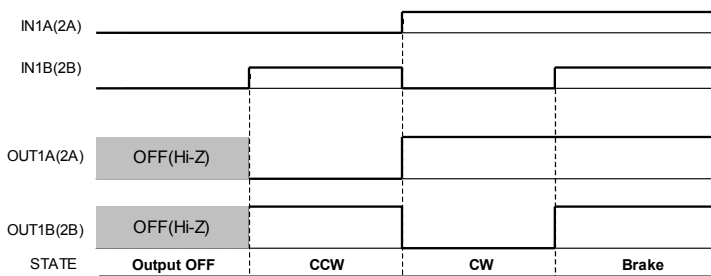 IN1A(2A)
IN1B(2B)
OUT1A(2A) OFF(Hi-Z)
OUT1B(2B) OFF(Hi-Z)
STATE Output OFF CCW CW Brake